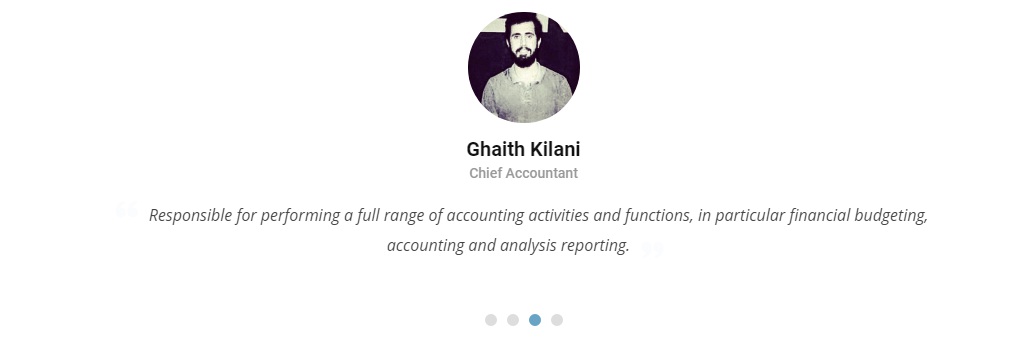 Ghaith Kilani
Chief Accountant
“ Responsible for performing a full range of accounting activities and functions, in particular financial budgeting,
accounting and analysis reporting. ”